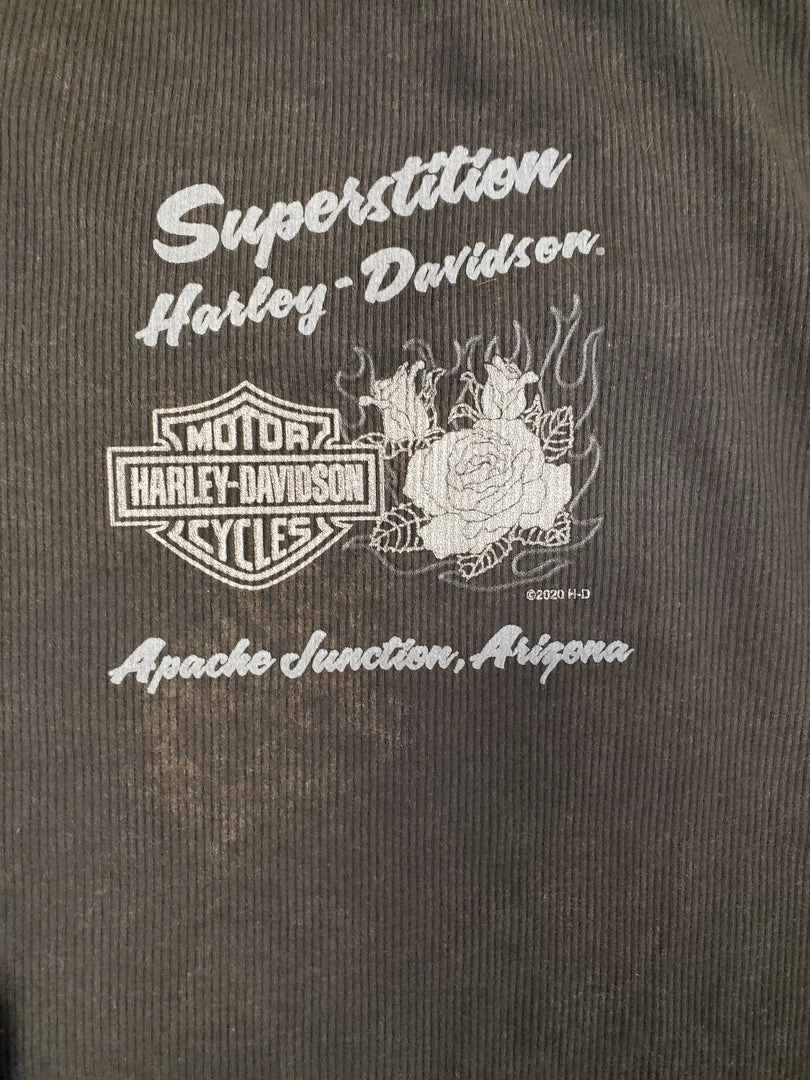 Superstition
Harley-Davidson®
MOTOR
HARLEY-DAVIDSON
CYCLES
©2020 H-D
Apache Junction, Arizona